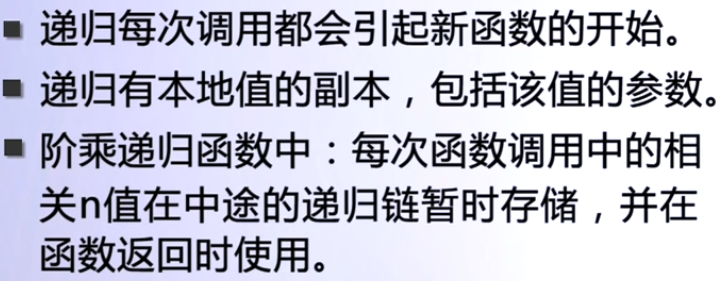 ■ 递归每次调用都会引起新函数的开始。
■ 递归有本地值的副本，包括该值的参数。
■ 阶乘递归函数中：每次函数调用中的相
关n值在中途的递归链暂时存储，并在
函数返回时使用。